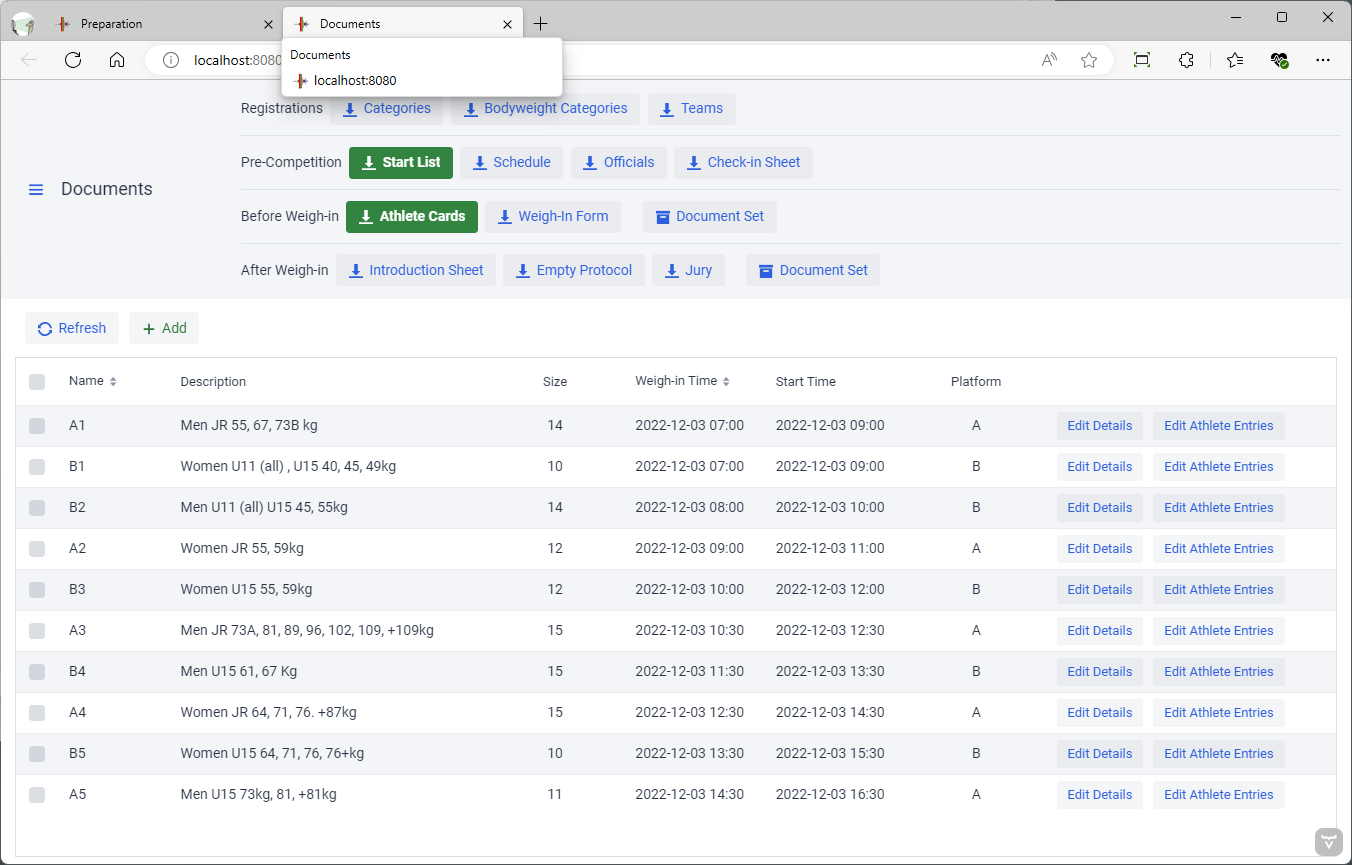 Preparation Documents
Documents
localhost:8080
localhost:8080
Registrations Categories Bodyweight Categories Teams
Pre-Competition Start List Schedule Officials Check-in Sheet
Documents
Before Weigh-in Athlete Cards Weigh-In Form Document Set
After Weigh-in Introduction Sheet Empty Protocol Jury Document Set
Refresh Add
Name Description Size Weigh-in Time Start Time Platform
A1 Men JR 55, 67, 73B kg 14 2022-12-03 07:00 2022-12-03 09:00 A Edit Details Edit Athlete Entries
B1 Women U11 (all) , U15 40, 45, 49kg 10 2022-12-03 07:00 2022-12-03 09:00 B Edit Details Edit Athlete Entries
B2 Men U11 (all) U15 45, 55kg 14 2022-12-03 08:00 2022-12-03 10:00 B Edit Details Edit Athlete Entries
A2 Women JR 55, 59kg 12 2022-12-03 09:00 2022-12-03 11:00 A Edit Details Edit Athlete Entries
B3 Women U15 55, 59kg 12 2022-12-03 10:00 2022-12-03 12:00 B Edit Details Edit Athlete Entries
A3 Men JR 73A, 81, 89, 96, 102, 109, +109kg 15 2022-12-03 10:30 2022-12-03 12:30 A Edit Details Edit Athlete Entries
B4 Men U15 61, 67 Kg 15 2022-12-03 11:30 2022-12-03 13:30 B Edit Details Edit Athlete Entries
A4 Women JR 64, 71, 76. +87kg 15 2022-12-03 12:30 2022-12-03 14:30 A Edit Details Edit Athlete Entries
B5 Women U15 64, 71, 76, 76+kg 10 2022-12-03 13:30 2022-12-03 15:30 B Edit Details Edit Athlete Entries
A5 Men U15 73kg, 81, +81kg 11 2022-12-03 14:30 2022-12-03 16:30 A Edit Details Edit Athlete Entries